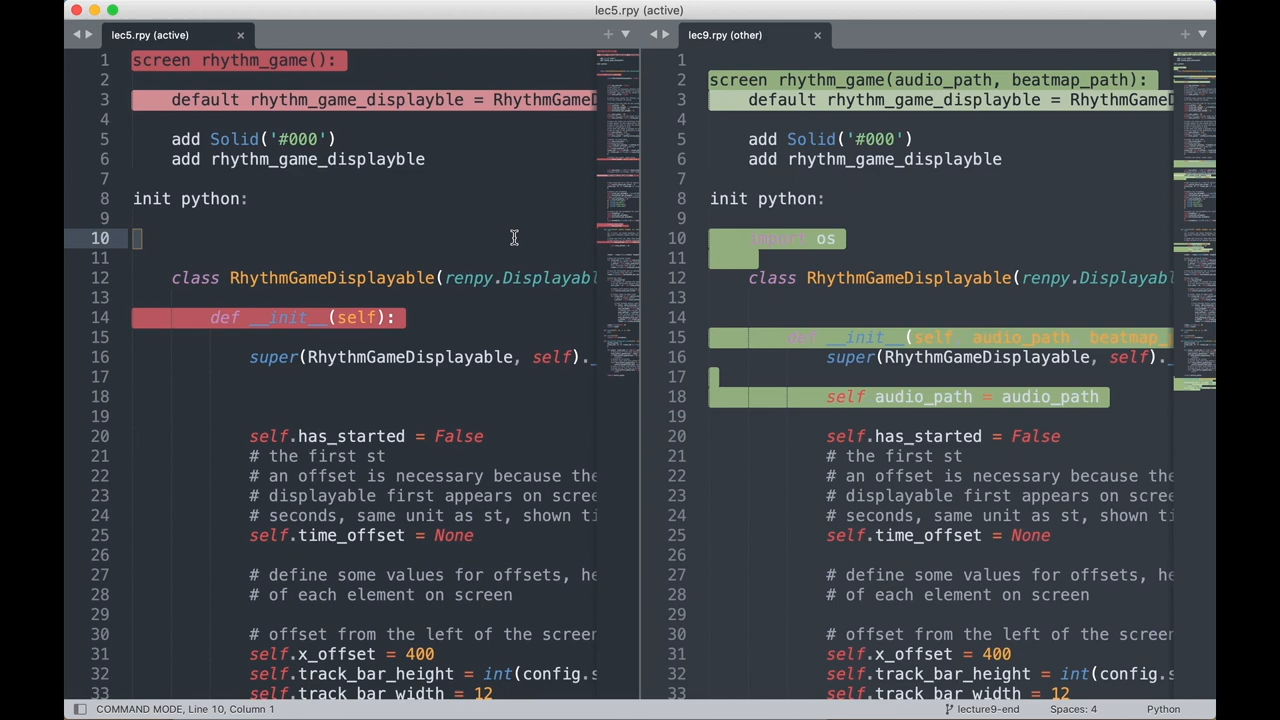 lec5.rpy (active)
lec5.rpy (active)
1 screen rhythm_game():
2
3 default rhythm_game_displayble = RhythmGameD
4
5 add Solid('#000')
6 add rhythm_game_displayble
7
8 init python:
9
10
11
12 class RhythmGameDisplayable(renpy.Displayabl
13
14 def __init__(self):
15
16 super(RhythmGameDisplayable, self)._
17
18
19
20 self.has_started = False
21 # the first st
22 # an offset is necessary because the
23 # displayable first appears on scree
24 # seconds, same unit as st, shown ti
25 self.time_offset = None
26
27 # define some values for offsets, he
28 # of each element on screen
29
30 # offset from the left of the screen
31 self.x_offset = 400
32 self.track_bar_height = int(config.s
33 self.track_bar_width = 12
lec9.rpy (other)
1
2 screen rhythm_game(audio_path, beatmap_path):
3 default rhythm_game_displayble = RhythmGameD
4
5 add Solid('#000')
6 add rhythm_game_displayble
7
8 init python:
9
10 import os
11
12 class RhythmGameDisplayable(renpy.Displayabl
13
14
15 def __init__(self audio_path beatmap_
16 super(RhythmGameDisplayable, self)._
17
18 self audio_path = audio_path
19
20 self.has_started = False
21 # the first st
22 # an offset is necessary because the
23 # displayable first appears on scree
24 # seconds, same unit as st, shown ti
25 self.time_offset = None
26
27 # define some values for offsets, he
28 # of each element on screen
29
30 # offset from the left of the screen
31 self.x_offset = 400
32 self.track_bar_height = int(config.s
33 self.track_bar_width = 12
COMMAND MODE, Line 10, Column 1
lecture9-end
Spaces: 4
Python